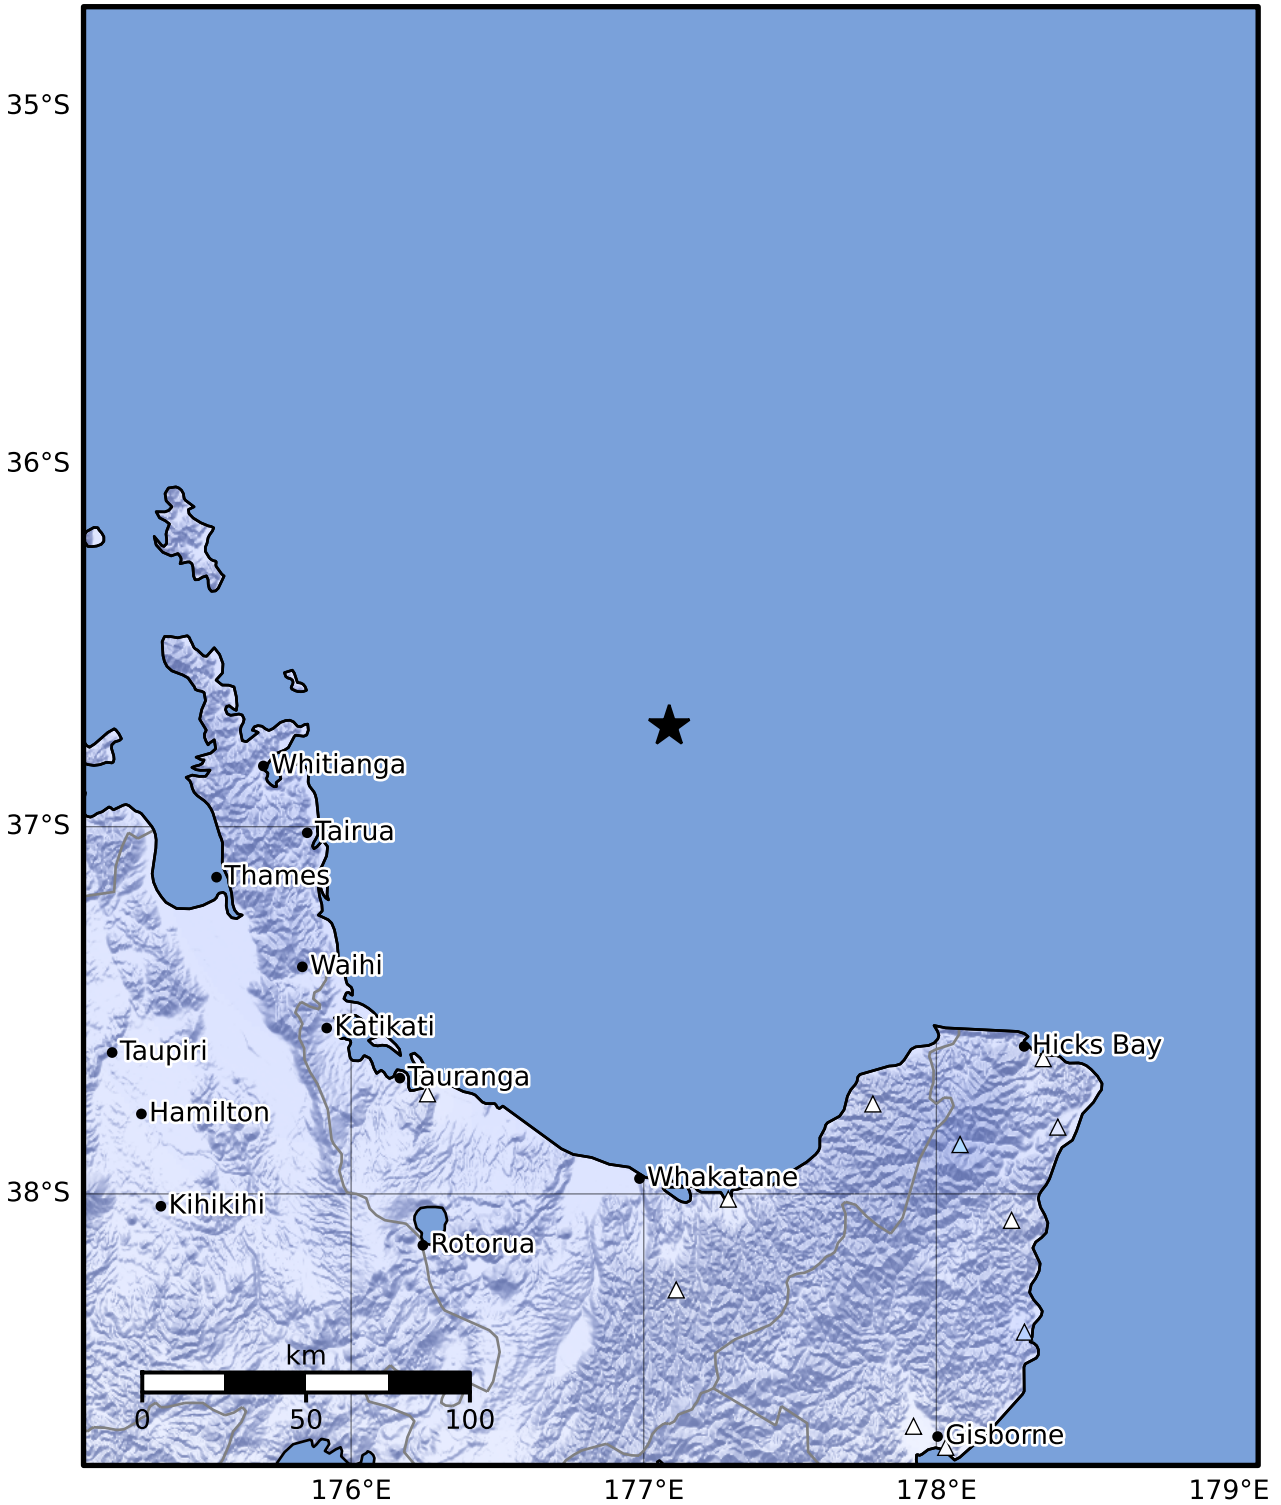 35°S
36°S
Whitianga
37°S
Tairua
Thames
Waihi
Katikati
Hicks Bay
Taupiri
Tauranga
Hamilton
Whakatane
38°S
Kihikihi
Rotorua
km
0 50 100
Gisborne
176°E 177°E 178°E 179°E